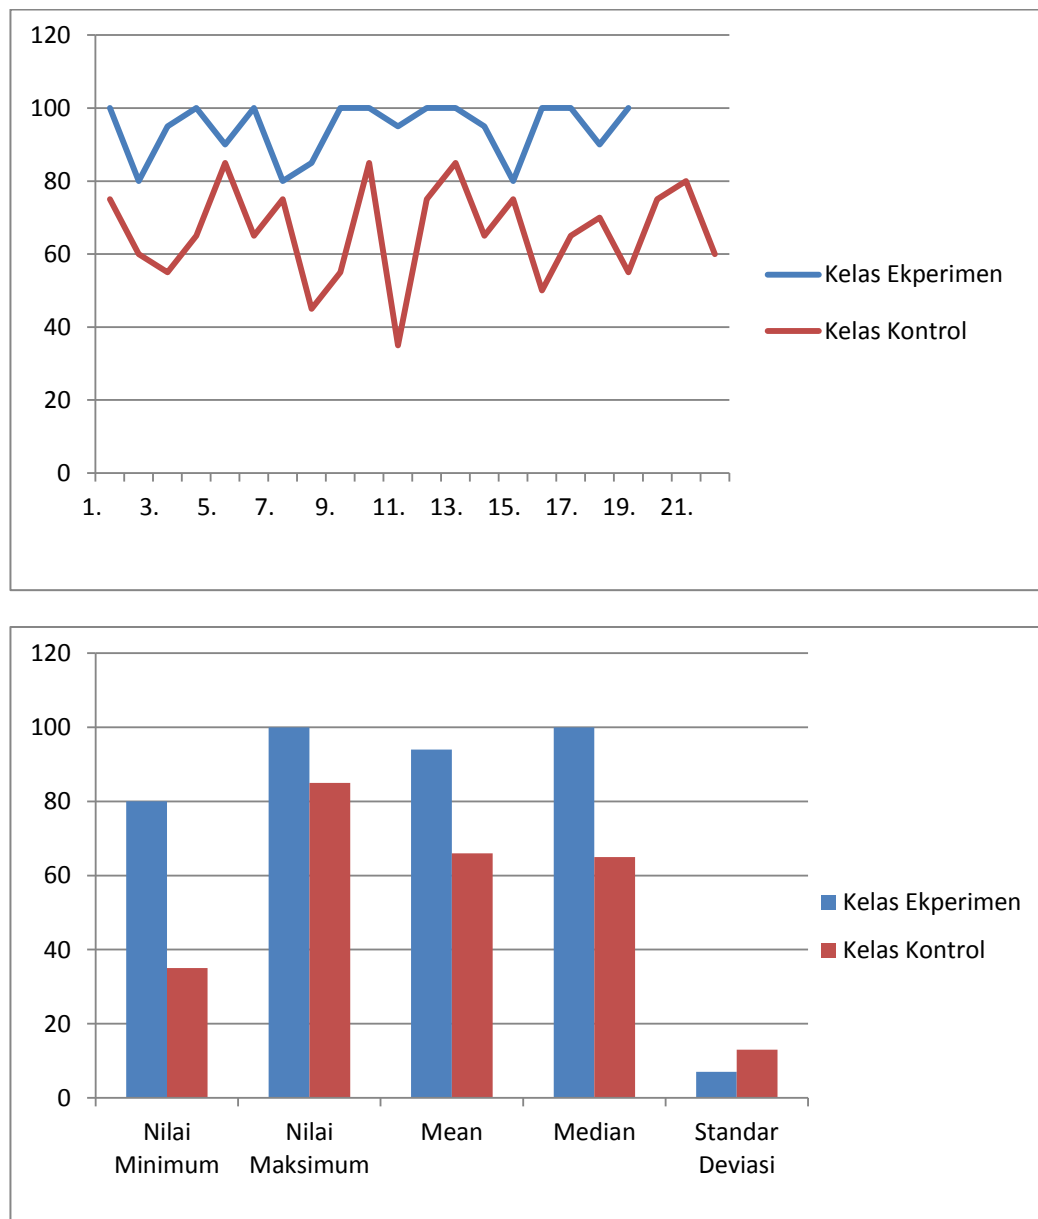 120
100
80
60
40
20
0
1. 3. 5. 7. 9. 11. 13. 15. 17. 19. 21.
Kelas Ekperimen
Kelas Kontrol
120
100
80
60
40
20
0
Nilai Minimum
Nilai Maksimum
Mean
Median
Standar Deviasi
Kelas Ekperimen
Kelas Kontrol